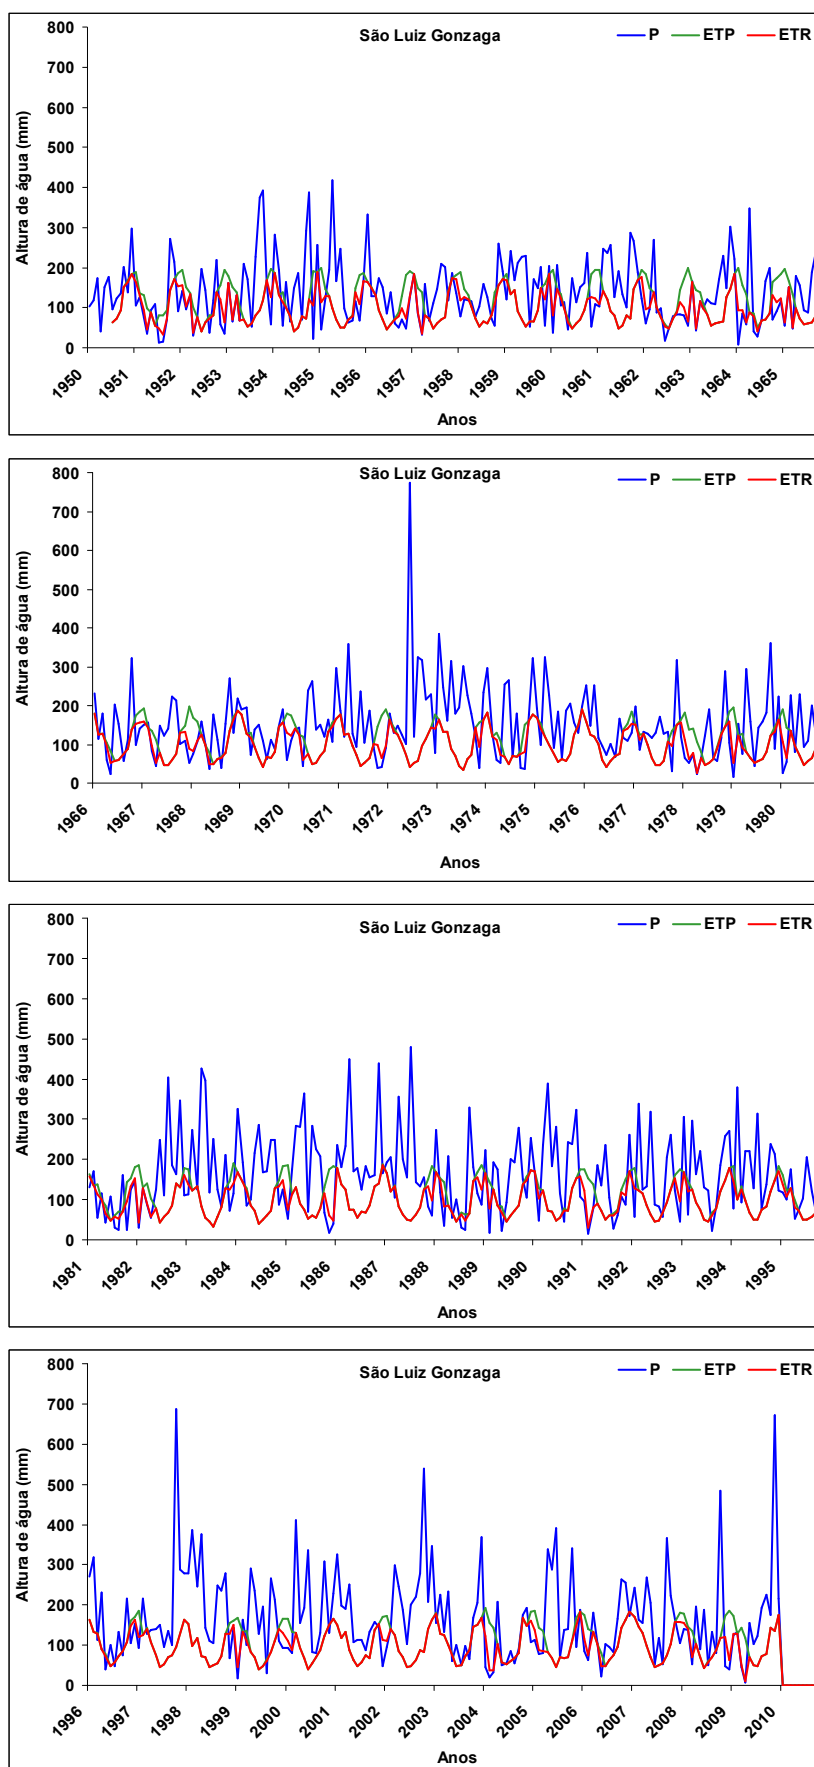 São Luiz Gonzaga
P ETP ETR
Altura de água (mm)
800
700
600
500
400
300
200
100
0
1950 1951 1952 1953 1954 1955 1956 1957 1958 1959 1960 1961 1962 1963 1964 1965
Anos
São Luiz Gonzaga
P ETP ETR
Altura de água (mm)
800
700
600
500
400
300
200
100
0
1966 1967 1968 1969 1970 1971 1972 1973 1974 1975 1976 1977 1978 1979 1980
Anos
São Luiz Gonzaga
P ETP ETR
Altura de água (mm)
800
700
600
500
400
300
200
100
0
1981 1982 1983 1984 1985 1986 1987 1988 1989 1990 1991 1992 1993 1994 1995
Anos
São Luiz Gonzaga
P ETP ETR
Altura de água (mm)
800
700
600
500
400
300
200
100
0
1996 1997 1998 1999 2000 2001 2002 2003 2004 2005 2006 2007 2008 2009 2010
Anos